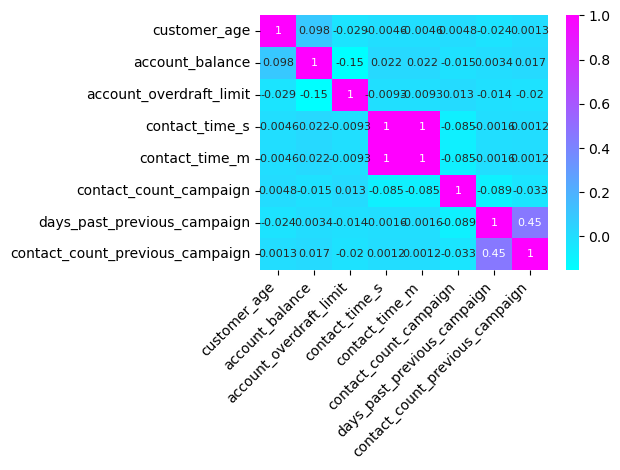 customer_age 1 0.098 -0.029 -0.0046 -0.0046 0.0048 -0.024 0.0013
account_balance 0.098 1 -0.15 0.022 0.022 -0.015 0.0034 0.017
account_overdraft_limit -0.029 -0.15 1 -0.0093 -0.0093 0.013 -0.014 -0.02
contact_time_s -0.0046 0.022 -0.0093 1 1 -0.085 -0.0016 0.0012
contact_time_m -0.0046 0.022 -0.0093 1 1 -0.085 -0.0016 0.0012
contact_count_campaign 0.0048 -0.015 0.013 -0.085 -0.085 1 -0.089 -0.033
days_past_previous_campaign -0.024 0.0034 -0.014 -0.0016 -0.0016 -0.089 1 0.45
contact_count_previous_campaign 0.0013 0.017 -0.02 0.0012 0.0012 -0.033 0.45 1
customer_age
account_balance
account_overdraft_limit
contact_time_s
contact_time_m
contact_count_campaign
days_past_previous_campaign
contact_count_previous_campaign
1.0
0.8
0.6
0.4
0.2
0.0